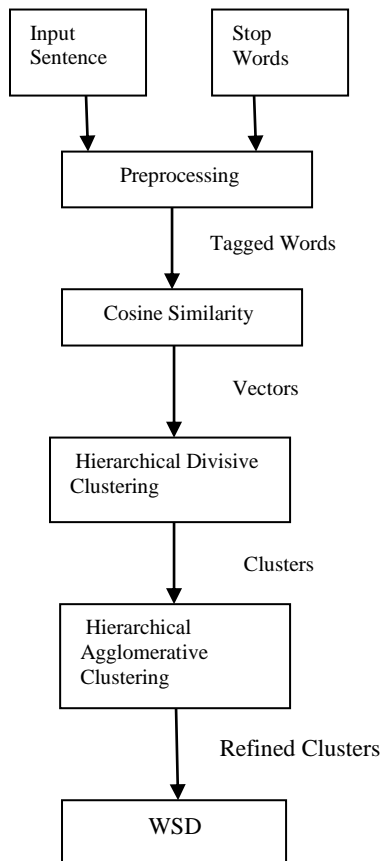 Input
Sentence
Stop
Words
Preprocessing
Tagged Words
Cosine Similarity
Vectors
Hierarchical Divisive
Clustering
Clusters
Hierarchical
Agglomerative
Clustering
Refined Clusters
WSD